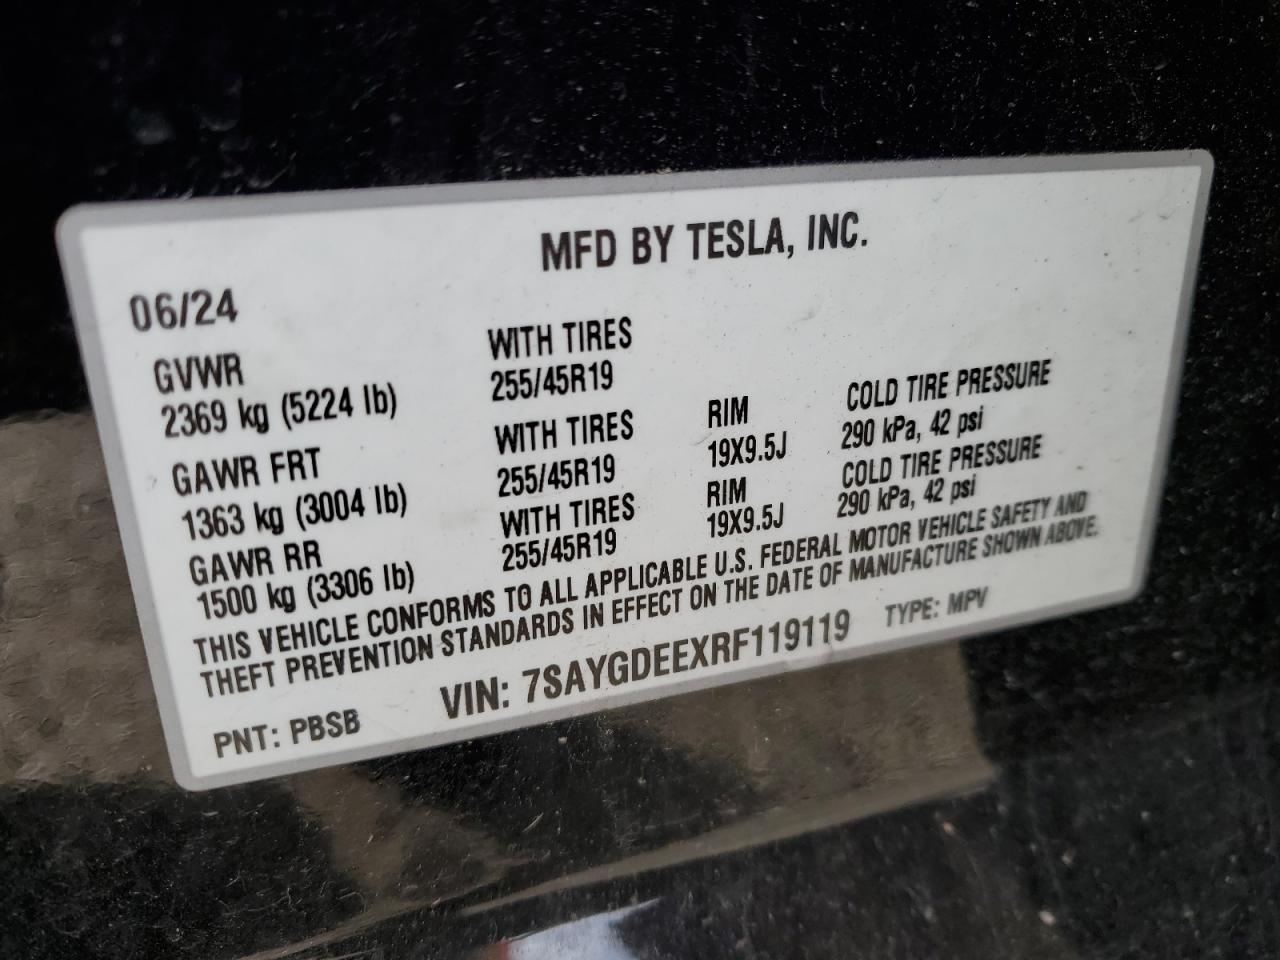 MFD BY TESLA, INC.
06/24
GVWR
2369 kg (5224 lb)
WITH TIRES
255/45R19
GAWR FRT
1363 kg (3004 lb)
WITH TIRES
255/45R19
RIM
19X9.5J
COLD TIRE PRESSURE
290 kPa, 42 psi
GAWR RR
1500 kg (3306 lb)
WITH TIRES
255/45R19
RIM
19X9.5J
COLD TIRE PRESSURE
290 kPa, 42 psi
THIS VEHICLE CONFORMS TO ALL APPLICABLE U.S. FEDERAL MOTOR VEHICLE SAFETY AND
THEFT PREVENTION STANDARDS IN EFFECT ON THE DATE OF MANUFACTURE SHOWN ABOVE.
PNT: PBSB VIN: 7SAYGDEEXRF119119 TYPE: MPV